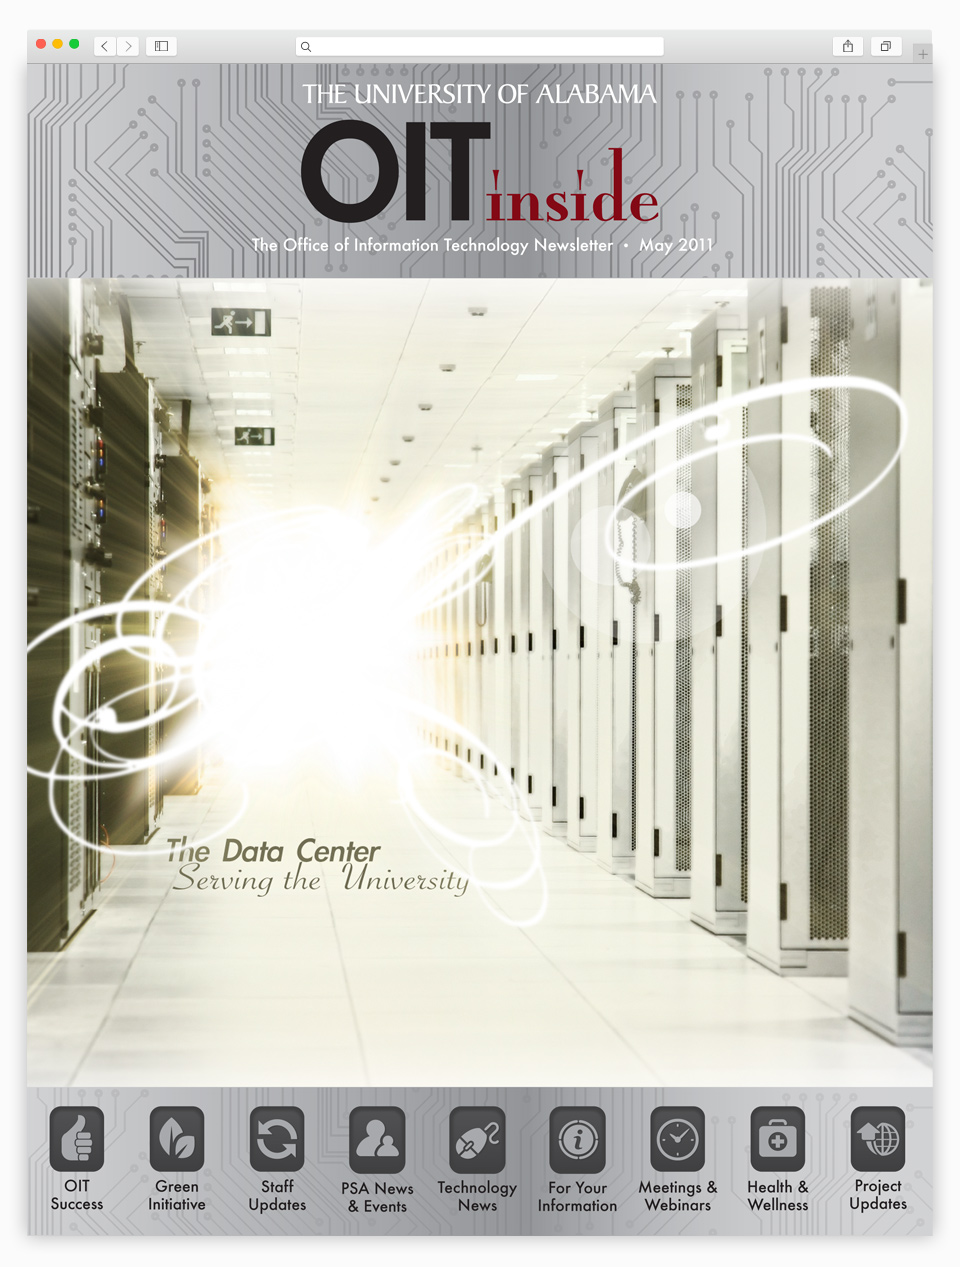 THE UNIVERSITY OF ALABAMA
OIT inside
The Office of Information Technology Newsletter • May 2011
The Data Center
Serving the University
OIT
Success
Green
Initiative
Staff
Updates
PSA News
& Events
Technology
News
For Your
Information
Meetings &
Webinars
Health &
Wellness
Project
Updates